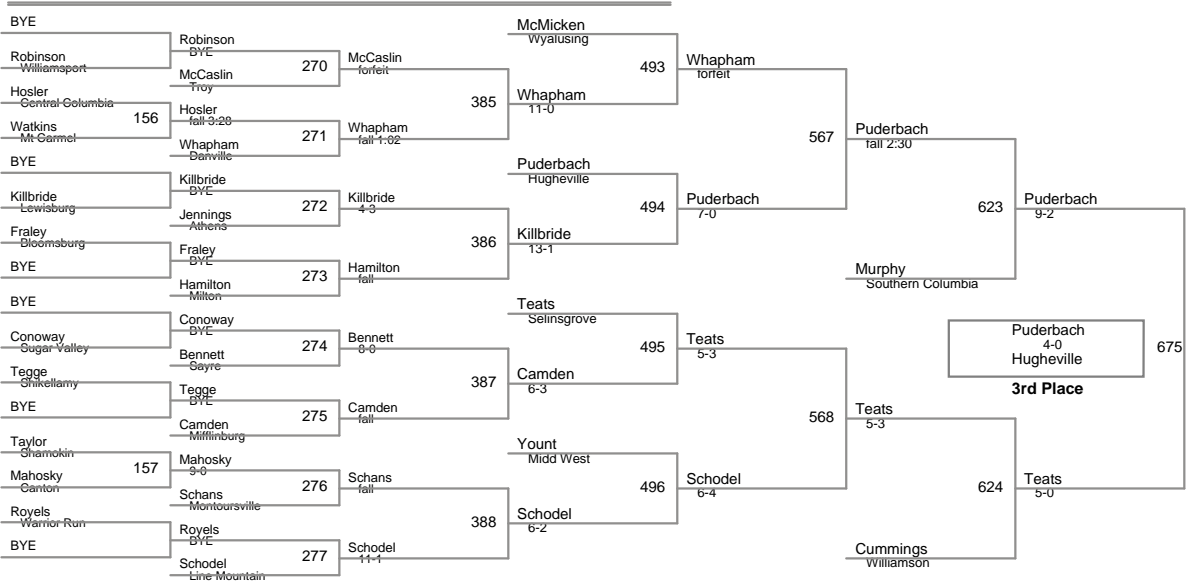 BYE
Robinson
Williamsport
Hosler
Central Columbia
156
Watkins
Mt Carmel
BYE
Killbride
Lewisburg
Fraley
Bloomsburg
BYE
BYE
Conoway
Sugar Valley
Tegge
Shikellamy
BYE
Taylor
Shamokin
157
Mahosky
Canton
Royels
Warrior Run
BYE
Robinson
BYE
270
McCaslin
Troy
Hosler
fall 3:28
271
Whapham
Danville
Killbride
BYE
272
Jennings
Athens
Fraley
BYE
273
Hamilton
Milton
Conoway
BYE
274
Bennett
Sayre
Tegge
BYE
275
Camden
Mifflinburg
Mahosky
9-0
276
Schans
Montoursville
Royels
BYE
277
Schodel
Line Mountain
McCaslin
forfeit
385
Whapham
fall 1:02
Killbride
4-3
386
Hamilton
fall
Bennett
8-0
387
Camden
fall
Schans
fall
388
Schodel
11-1
McMicken
Wyalusing
493
Whapham
11-0
Puderbach
Hugheville
494
Killbride
13-1
Teats
Selinsgrove
495
Camden
6-3
Yount
Midd West
496
Schodel
6-2
Whapham
forfeit
567
Puderbach
7-0
Teats
5-3
568
Schodel
6-4
Puderbach
fall 2:30
623
Murphy
Southern Columbia
Teats
5-3
624
Cummings
Williamson
Puderbach
9-2
Puderbach
4-0
Hugheville
675
3rd Place
Teats
5-0